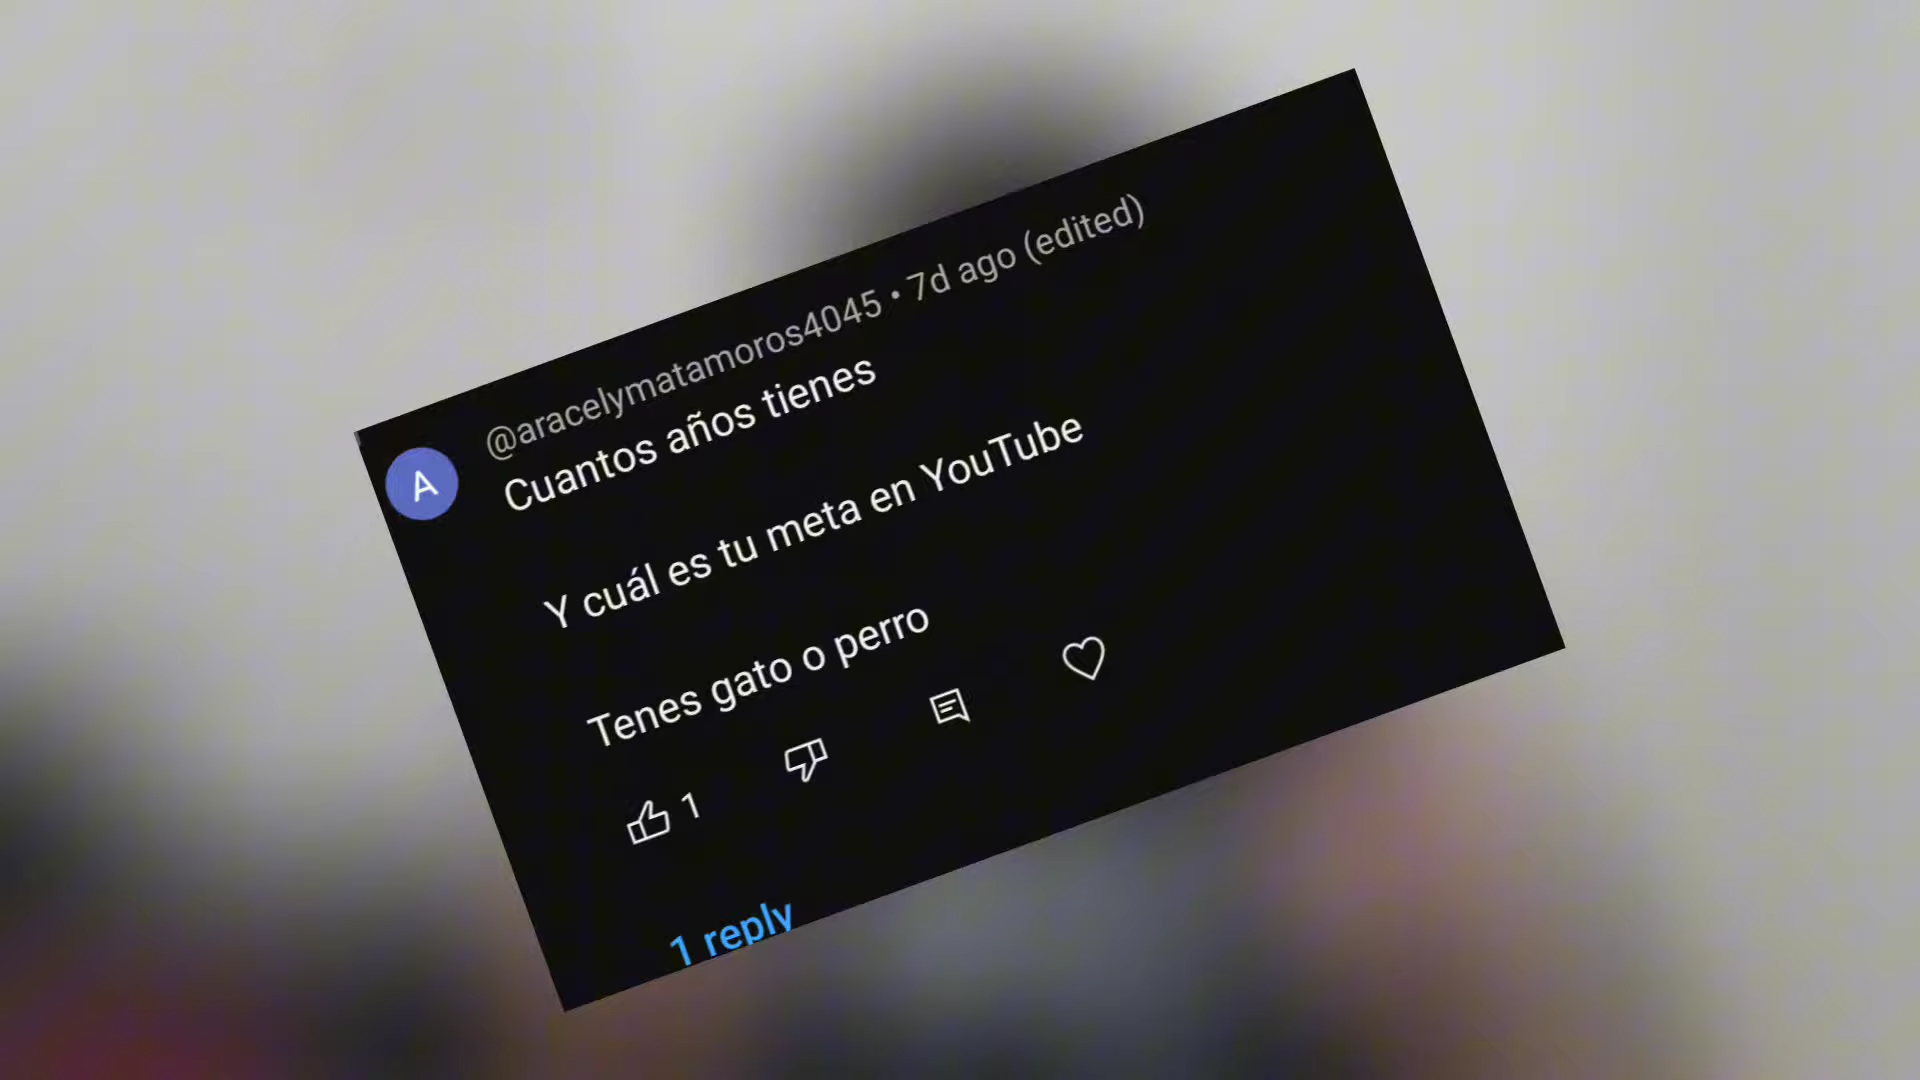 @aracelymatamoros4045 • 7d ago (edited)
A
Cuantos años tienes
Y cuál es tu meta en YouTube
Tenes gato o perro
1
1 reply